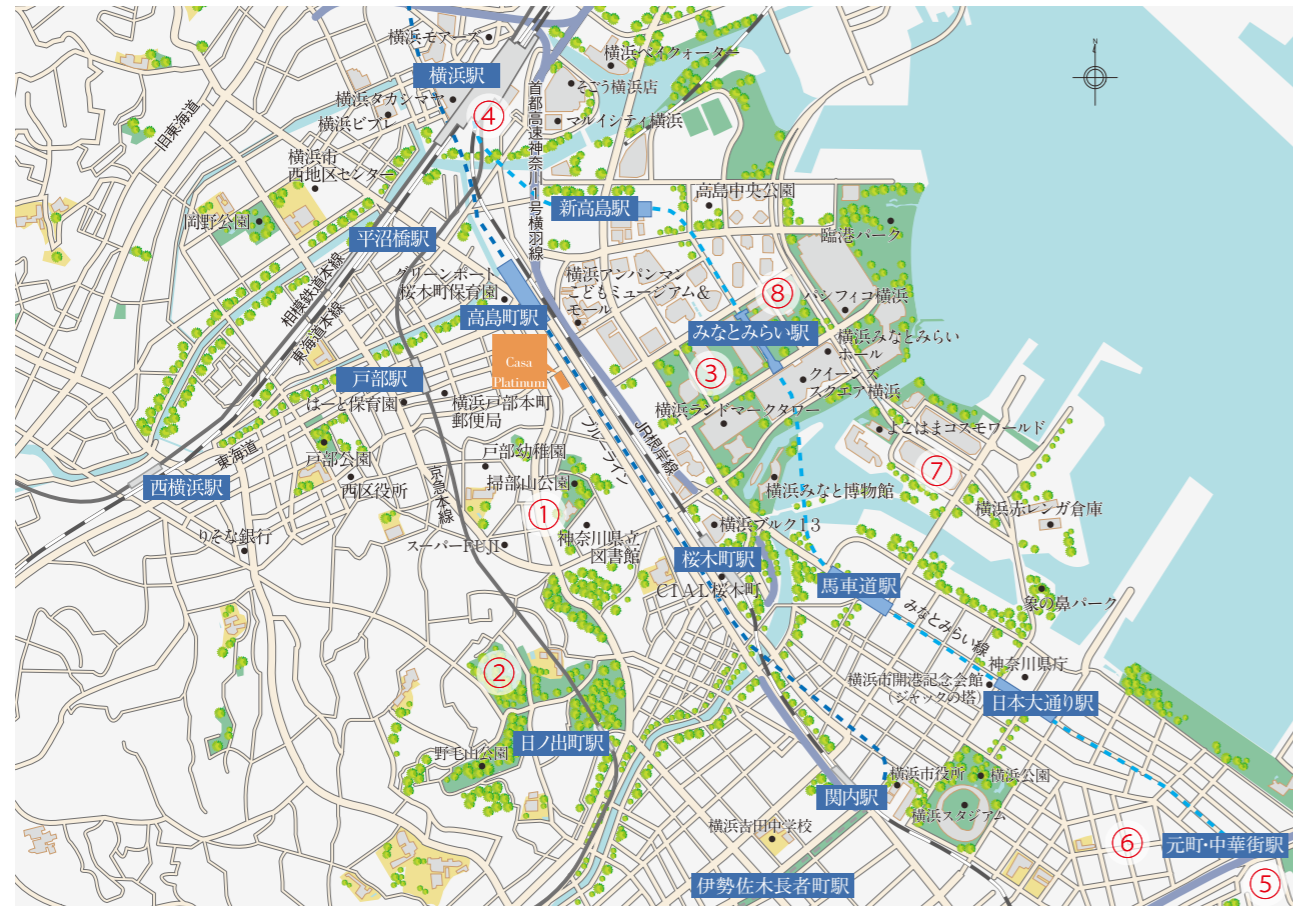 横浜モアーズ
横浜ベイクォーター
N
横浜駅
そごう横浜店
横浜タカシマヤ
④
マルイシティ横浜
横浜ビブレ
首都高速神奈川1号横羽線
旧東海道
横浜市
西地区センター
高島中央公園
新高島駅
岡野公園
臨港パーク
平沼橋駅
グリーンポート
桜木町保育園
横浜アンパンマン
こどもミュージアム&
モール
⑧
パシフィコ横浜
相模鉄道本線
東海道本線
高島町駅
みなとみらい駅
横浜みなとみらい
ホール
Casa
Platinum
③
クイーンズ
スクエア横浜
戸部駅
はーと保育園
横浜戸部本町
郵便局
横浜ランドマークタワー
ブルーライン
JR根岸線
よこはまコスモワールド
東海道
戸部公園
戸部幼稚園
⑦
西横浜駅
西区役所
掃部山公園
横浜みなと博物館
京急本線
①
横浜赤レンガ倉庫
りそな銀行
スーパーFUJI
神奈川県立
図書館
横浜ブルク13
桜木町駅
CIAL桜木町
馬車道駅
象の鼻パーク
みなとみらい線
②
神奈川県庁
横浜市開港記念会館
(ジャックの塔)
日本大通り駅
日ノ出町駅
野毛山公園
横浜市役所
横浜公園
関内駅
横浜スタジアム
横浜吉田中学校
⑥
元町・中華街駅
伊勢佐木長者町駅
⑤